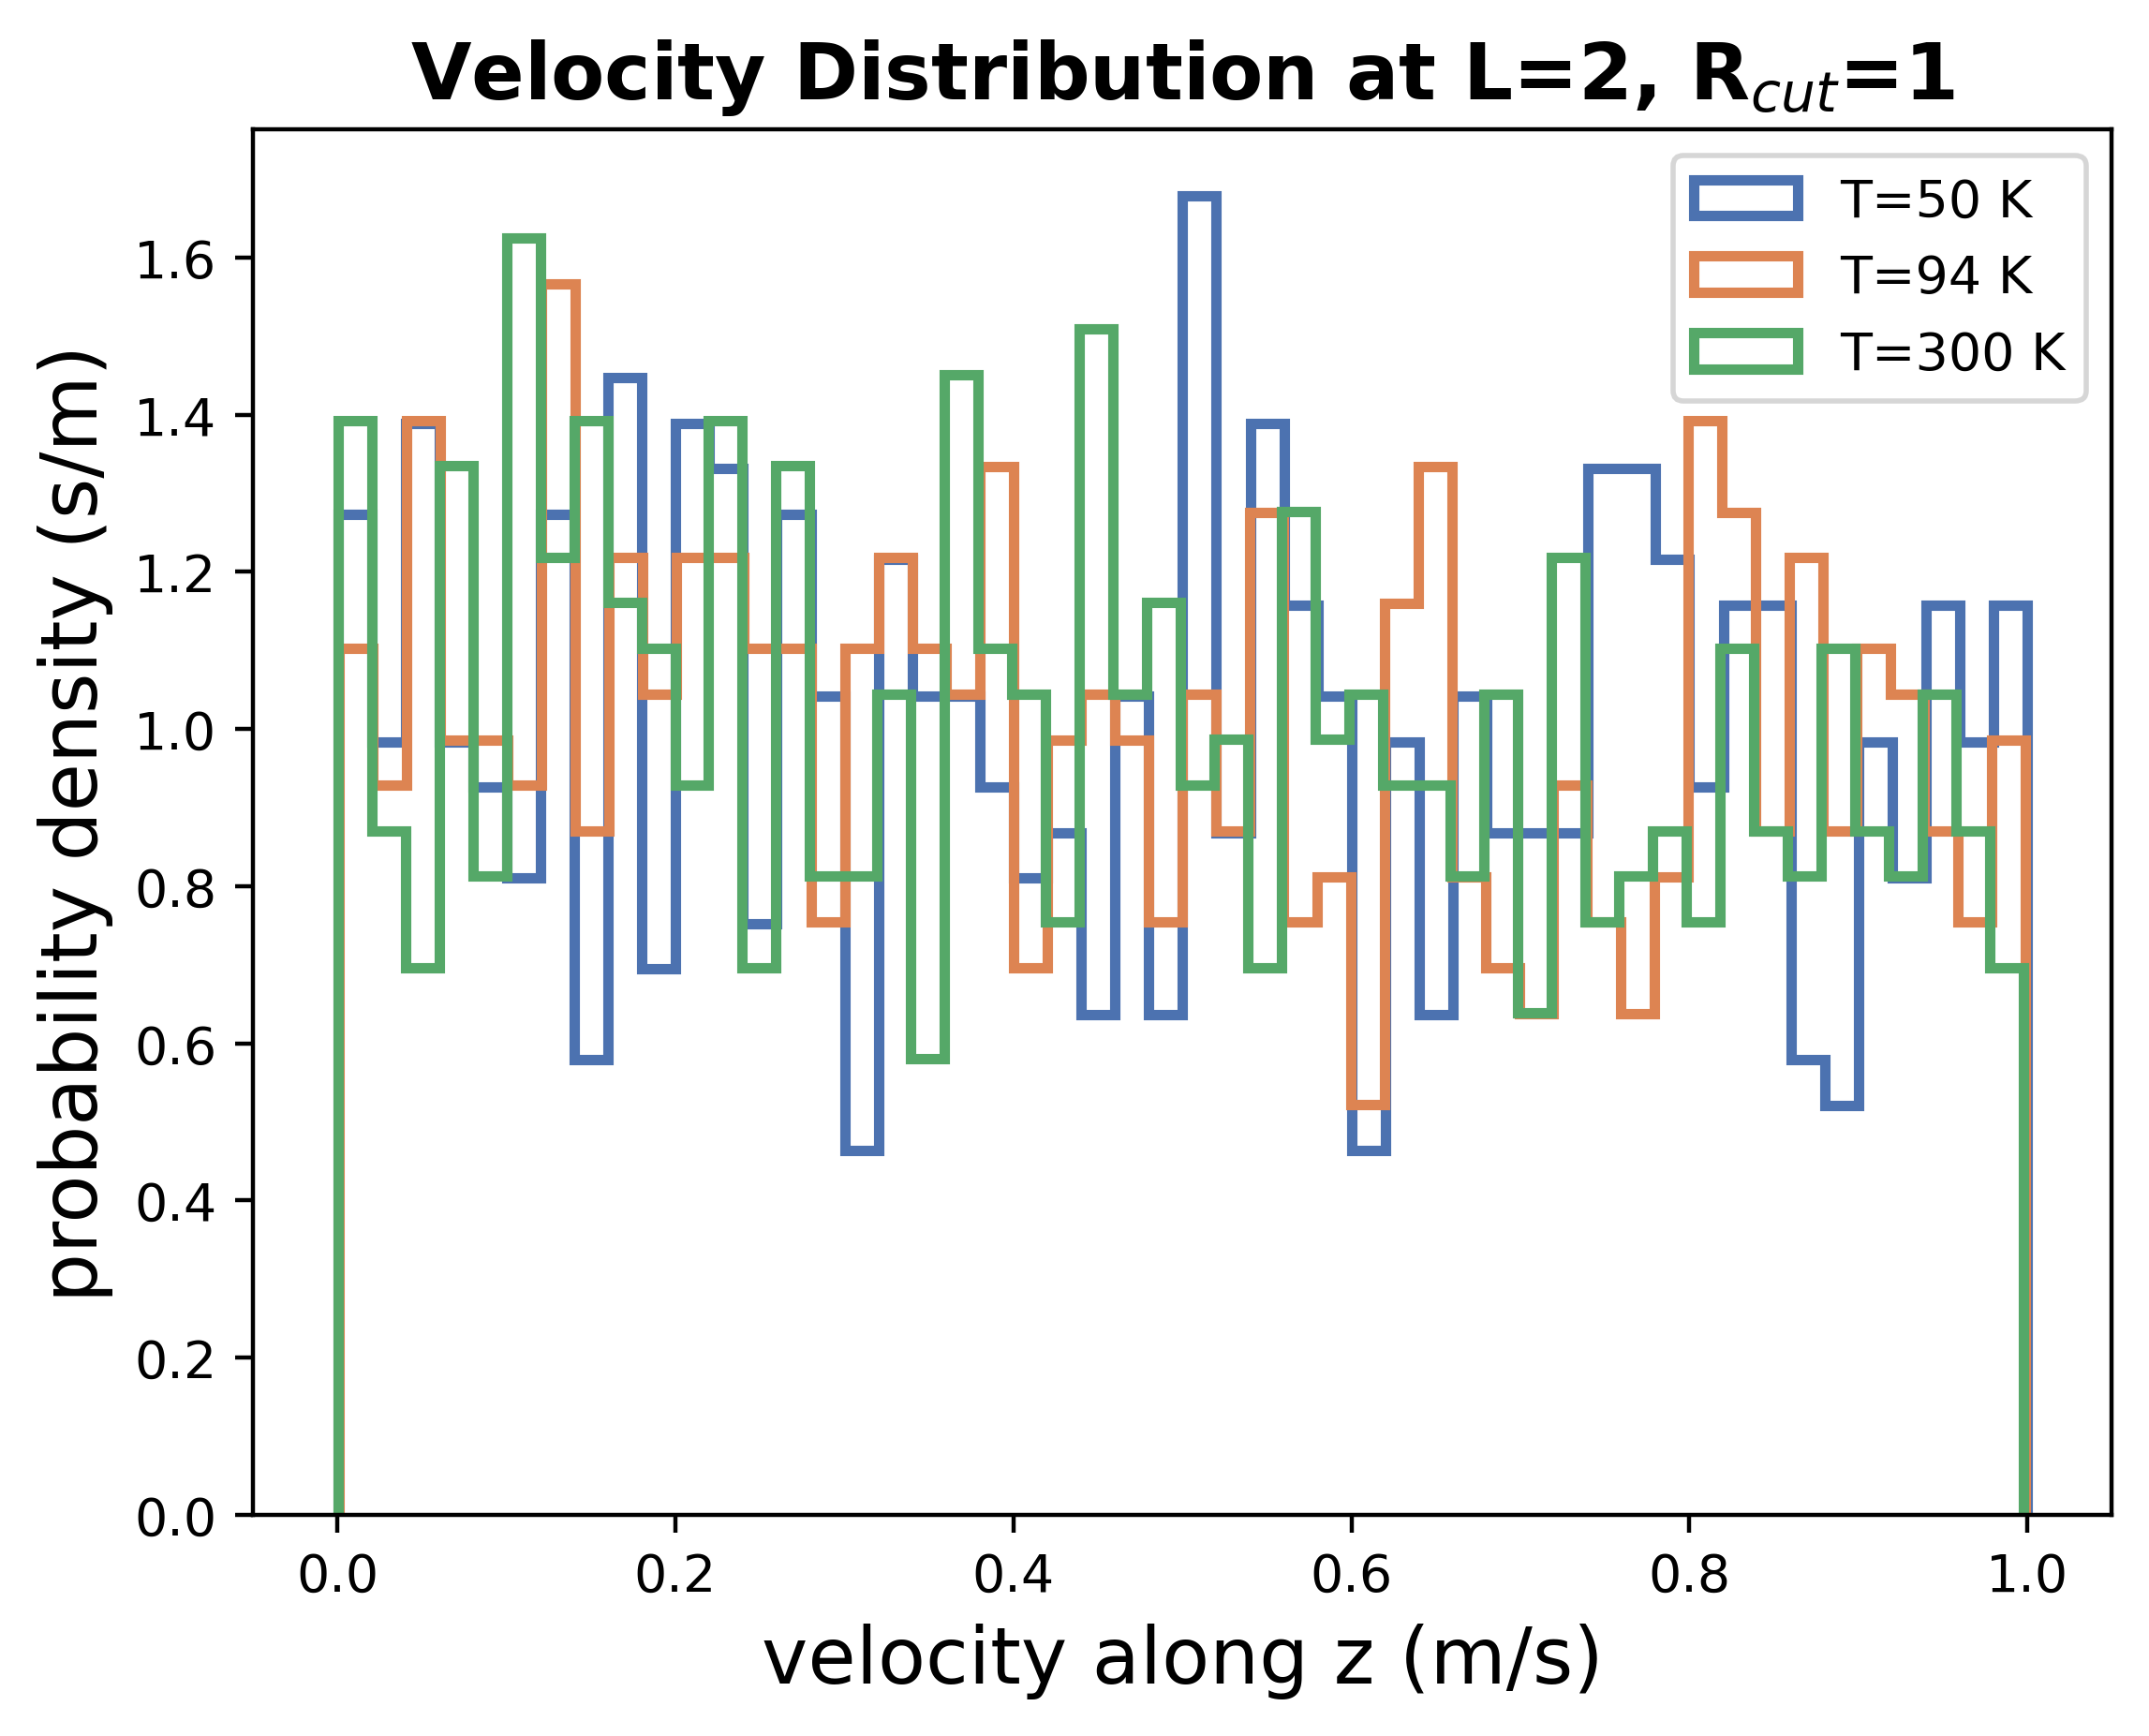 Velocity Distribution at L=2, R_cut=1
T=50 K
T=94 K
T=300 K
probability density (s/m)
1.6
1.4
1.2
1.0
0.8
0.6
0.4
0.2
0.0
0.0 0.2 0.4 0.6 0.8 1.0
velocity along z (m/s)